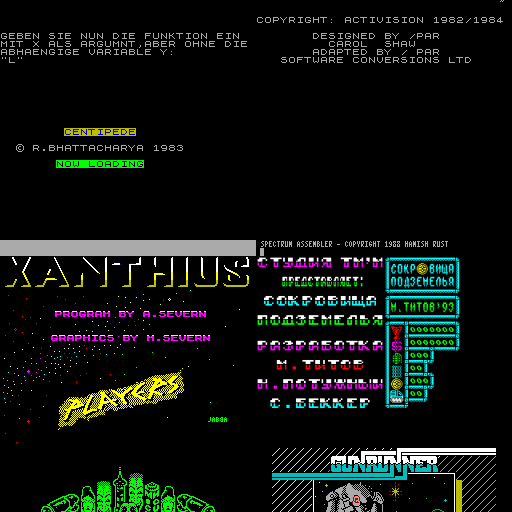 GEBEN SIE NUN DIE FUNKTION EIN
MIT X ALS ARGUMNT,ABER OHNE DIE
ABHAENGIGE VARIABLE Y:
"L"
CENTIPEDE
© R.BHATTACHARYA 1983
NOW LOADING
COPYRIGHT: ACTIVISION 1982/1984
DESIGNED BY /PAR
CAROL SHAW
ADAPTED BY / PAR
SOFTWARE CONVERSIONS LTD
SPECTRUM ASSEMBLER - COPYRIGHT 1988 HAMISH RUST
XANTHIUS
PROGRAM BY A.SEVERN
GRAPHICS BY M.SEVERN
PLAYERS
JABBA
СТУДИЯ ТМ'М
ПРЕДСТАВЛЯЕТ:
СОКРОВИЩА
ПОДЗЕМЕЛЬЯ
РАЗРАБОТКА
М.ТИТОВ
И.ПОТУЖНЫЙ
С.БЕККЕР
СОКРОВИЩА
ПОДЗЕМЕЛЬЯ
М.ТИТОВ'93
GUNRUNNER